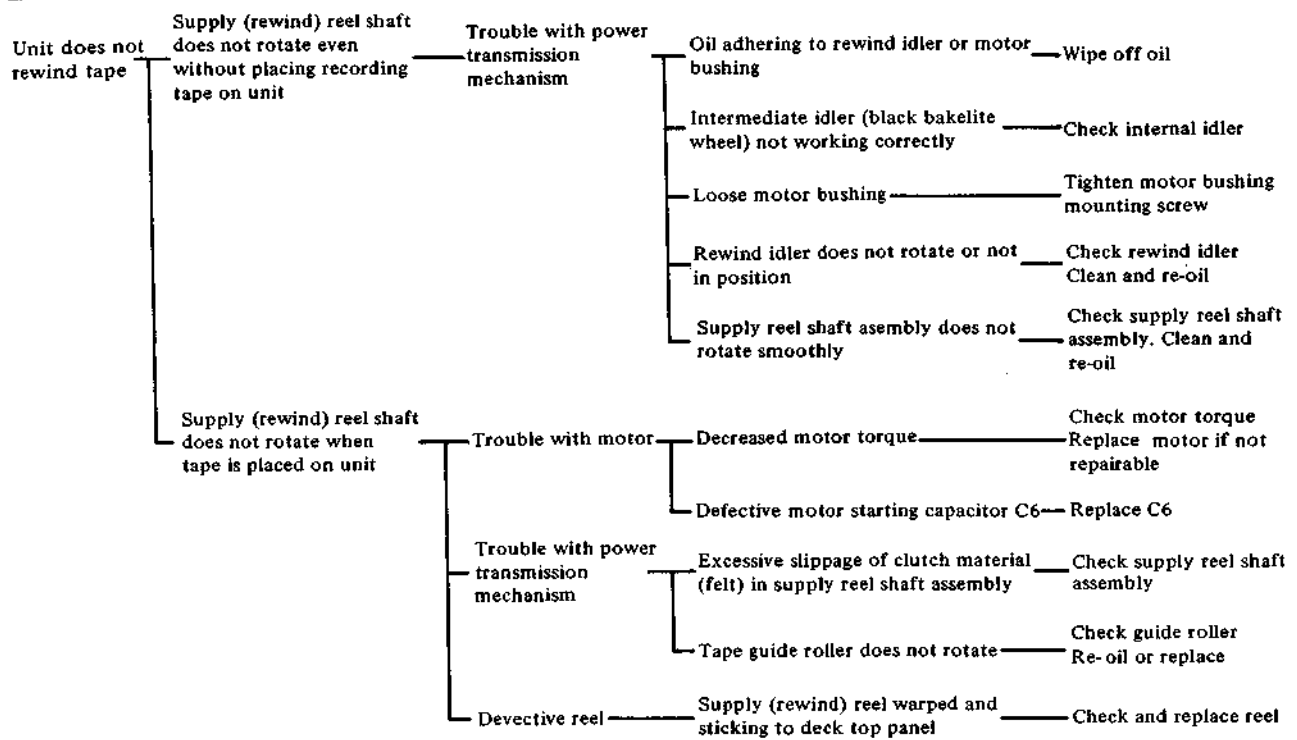 Unit does not
rewind tape
Supply (rewind) reel shaft
does not rotate even
without placing recording
tape on unit
Trouble with power
transmission
mechanism
Oil adhering to rewind idler or motor
bushing
Wipe off oil
Intermediate idler (black bakelite
wheel) not working correctly
Check internal idler
Loose motor bushing
Tighten motor bushing
mounting screw
Rewind idler does not rotate or not
in position
Check rewind idler
Clean and re-oil
Supply reel shaft asembly does not
rotate smoothly
Check supply reel shaft
assembly. Clean and
re-oil
Supply (rewind) reel shaft
does not rotate when
tape is placed on unit
Trouble with motor
Decreased motor torque
Check motor torque
Replace motor if not
repairable
Defective motor starting capacitor C6
Replace C6
Trouble with power
transmission
mechanism
Excessive slippage of clutch material
(felt) in supply reel shaft assembly
Check supply reel shaft
assembly
Tape guide roller does not rotate
Check guide roller
Re-oil or replace
Devective reel
Supply (rewind) reel warped and
sticking to deck top panel
Check and replace reel